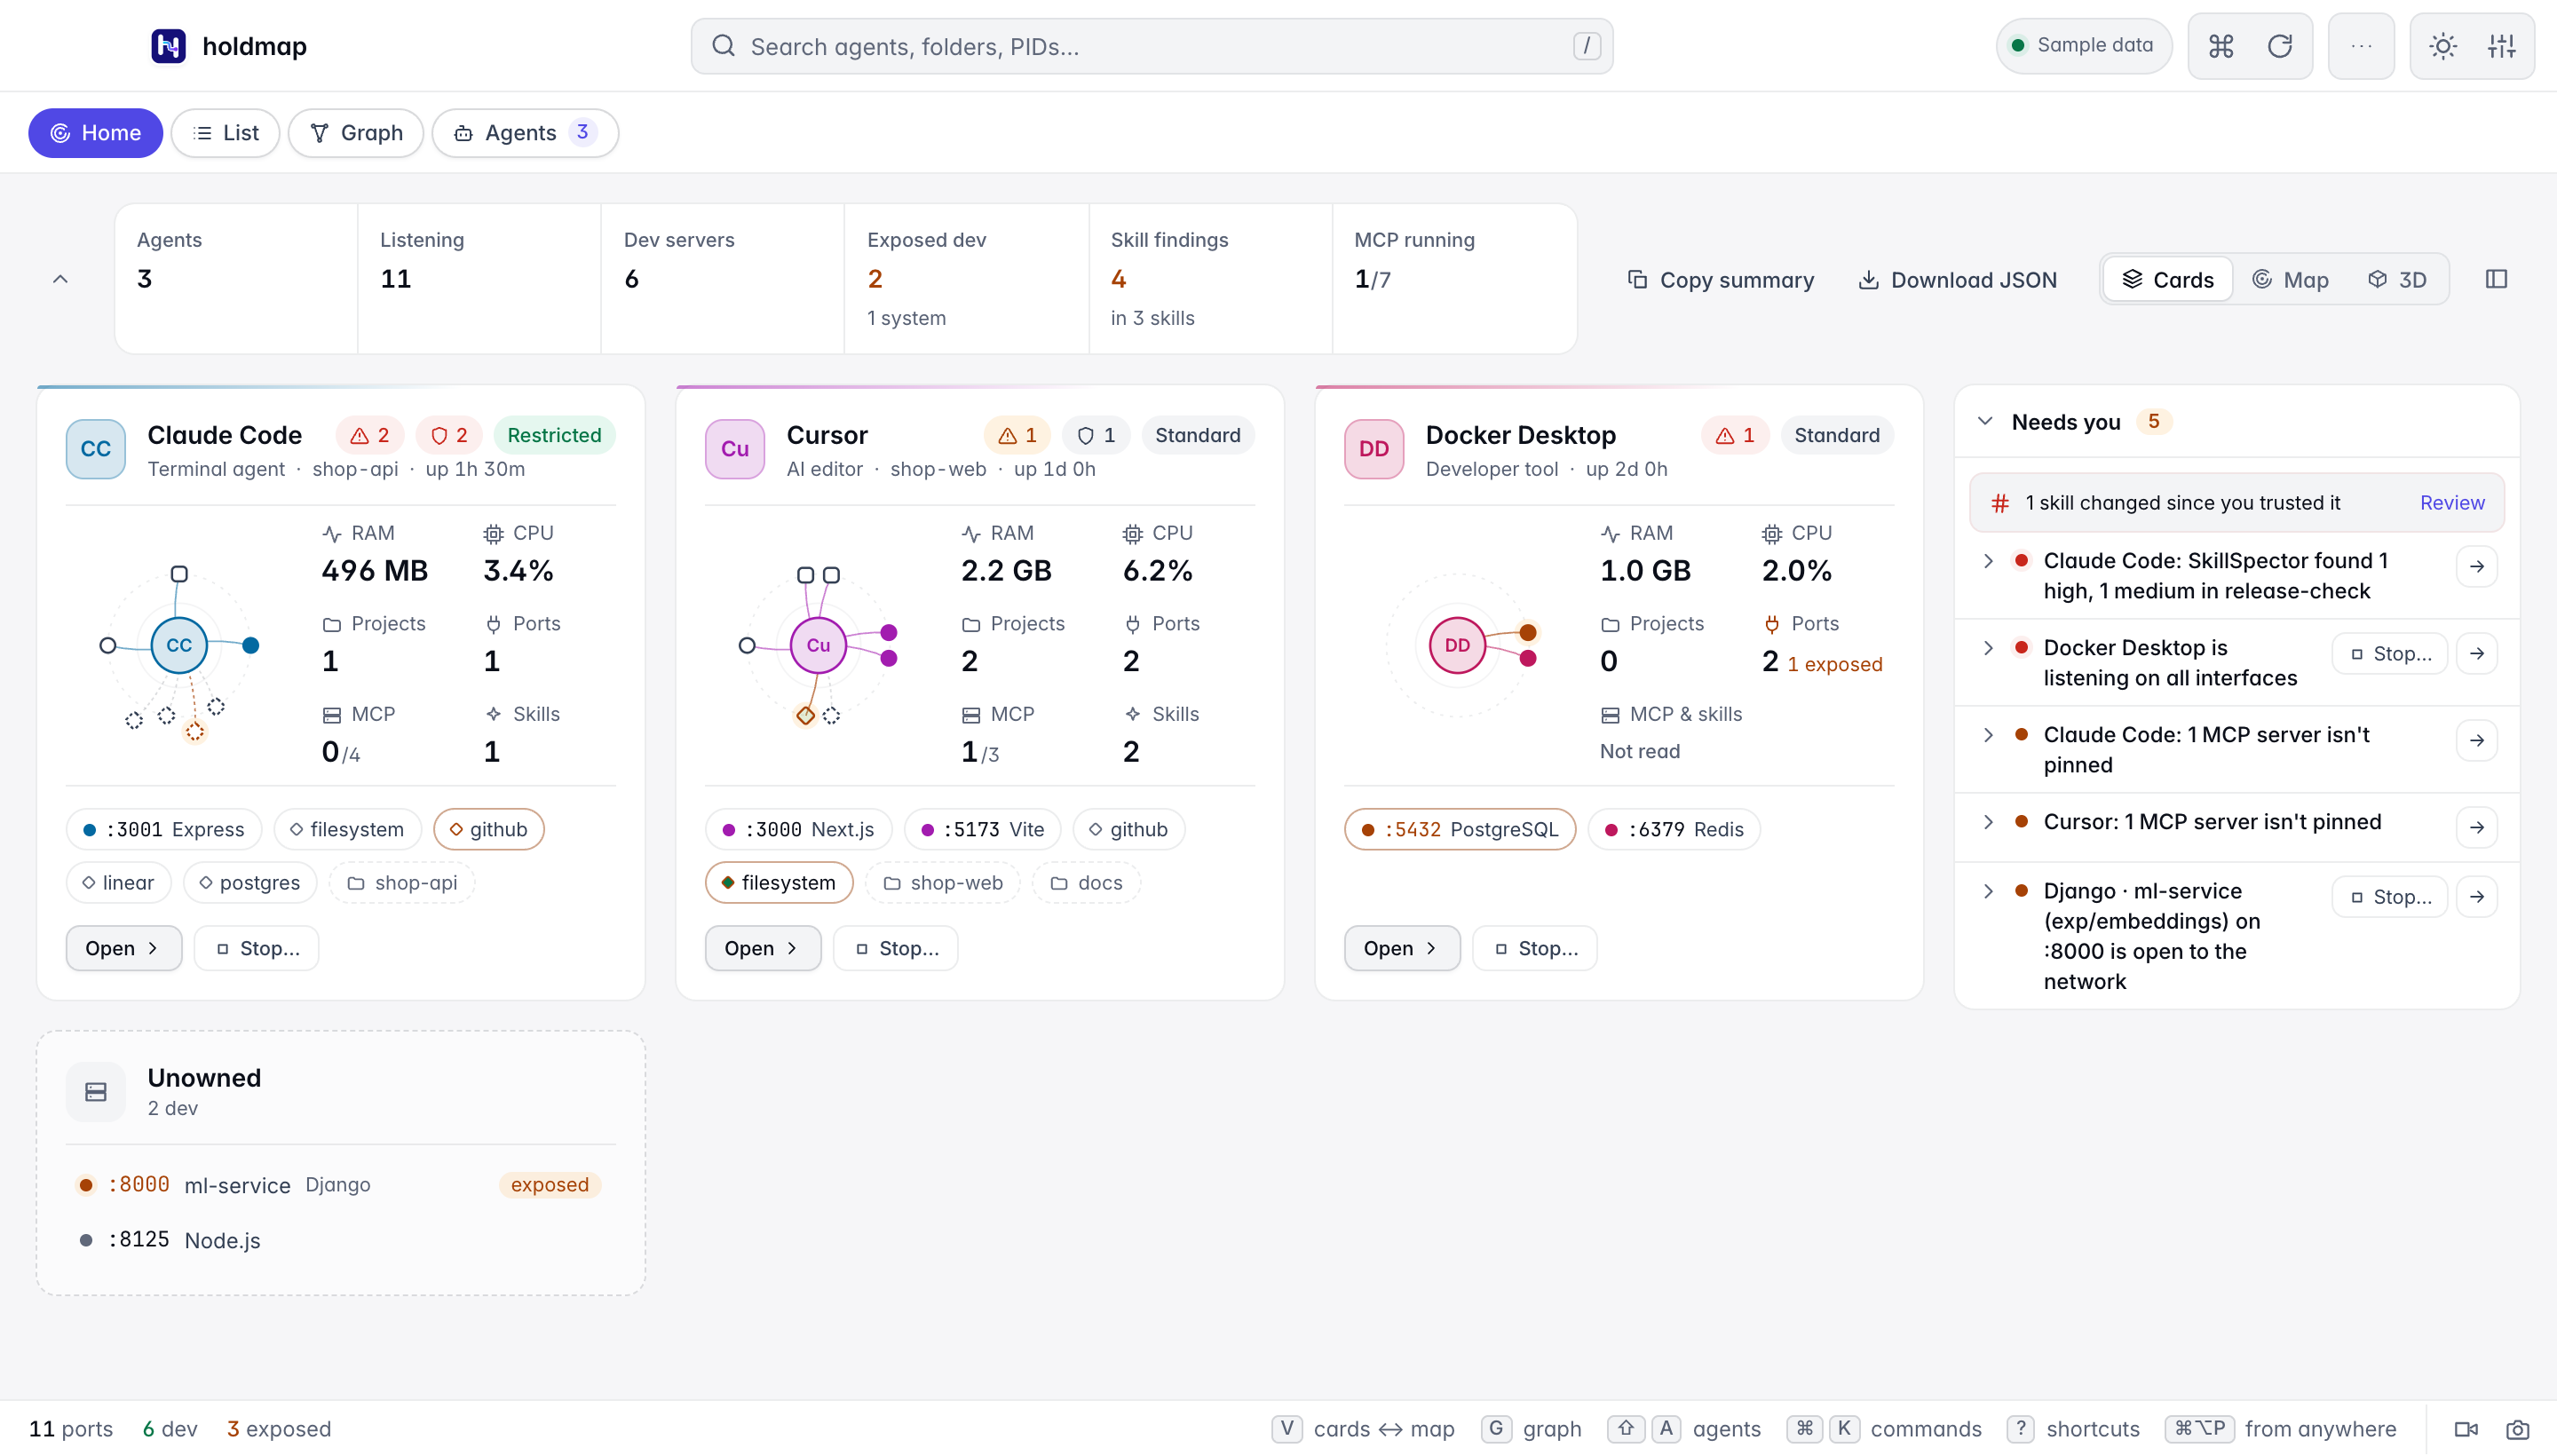 holdmap
Search agents, folders, PIDs...
/
Sample data
Home
List
Graph
Agents 3
Agents
3
Listening
11
Dev servers
6
Exposed dev
2
1 system
Skill findings
4
in 3 skills
MCP running
1/7
Copy summary
Download JSON
Cards
Map
3D
CC
Claude Code
2
2
Restricted
Terminal agent · shop-api · up 1h 30m
CC
RAM
496 MB
CPU
3.4%
Projects
1
Ports
1
MCP
0/4
Skills
1
:3001 Express
filesystem
github
linear
postgres
shop-api
Open
Stop...
Cu
Cursor
1
1
Standard
AI editor · shop-web · up 1d 0h
Cu
RAM
2.2 GB
CPU
6.2%
Projects
2
Ports
2
MCP
1/3
Skills
2
:3000 Next.js
:5173 Vite
github
filesystem
shop-web
docs
Open
Stop...
DD
Docker Desktop
1
Standard
Developer tool · up 2d 0h
DD
RAM
1.0 GB
CPU
2.0%
Projects
0
Ports
2 1 exposed
MCP & skills
Not read
:5432 PostgreSQL
:6379 Redis
Open
Stop...
Needs you 5
# 1 skill changed since you trusted it
Review
Claude Code: SkillSpector found 1
high, 1 medium in release-check
Docker Desktop is
listening on all interfaces
Stop...
Claude Code: 1 MCP server isn't
pinned
Cursor: 1 MCP server isn't pinned
Django · ml-service
(exp/embeddings) on
:8000 is open to the
network
Stop...
Unowned
2 dev
:8000 ml-service Django
exposed
:8125 Node.js
11 ports
6 dev
3 exposed
V cards ↔ map
G graph
⇧ A agents
⌘ K commands
? shortcuts
⌘⌥P from anywhere